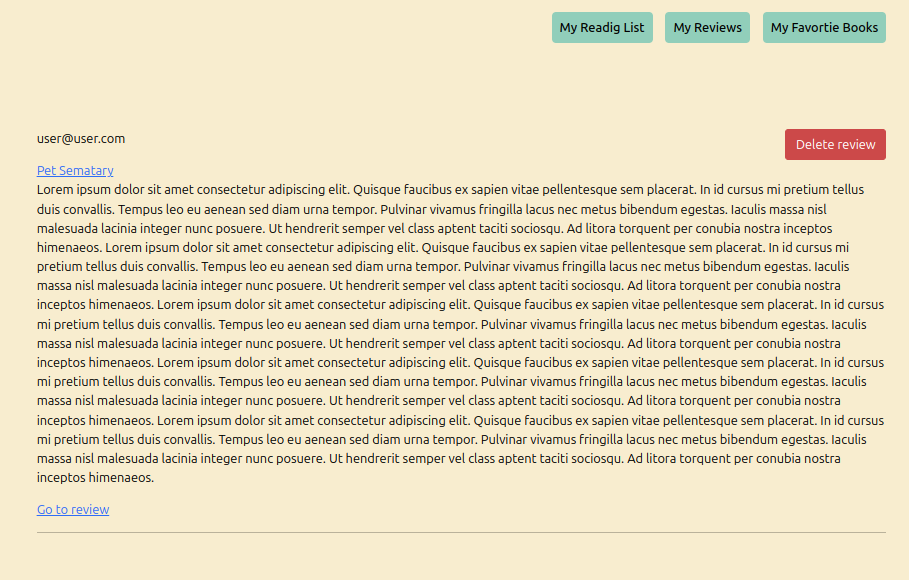 My Readig List My Reviews My Favortie Books
user@user.com Delete review
Pet Sematary
Lorem ipsum dolor sit amet consectetur adipiscing elit. Quisque faucibus ex sapien vitae pellentesque sem placerat. In id cursus mi pretium tellus
duis convallis. Tempus leo eu aenean sed diam urna tempor. Pulvinar vivamus fringilla lacus nec metus bibendum egestas. Iaculis massa nisl
malesuada lacinia integer nunc posuere. Ut hendrerit semper vel class aptent taciti sociosqu. Ad litora torquent per conubia nostra inceptos
himenaeos. Lorem ipsum dolor sit amet consectetur adipiscing elit. Quisque faucibus ex sapien vitae pellentesque sem placerat. In id cursus mi
pretium tellus duis convallis. Tempus leo eu aenean sed diam urna tempor. Pulvinar vivamus fringilla lacus nec metus bibendum egestas. Iaculis
massa nisl malesuada lacinia integer nunc posuere. Ut hendrerit semper vel class aptent taciti sociosqu. Ad litora torquent per conubia nostra
inceptos himenaeos. Lorem ipsum dolor sit amet consectetur adipiscing elit. Quisque faucibus ex sapien vitae pellentesque sem placerat. In id cursus
mi pretium tellus duis convallis. Tempus leo eu aenean sed diam urna tempor. Pulvinar vivamus fringilla lacus nec metus bibendum egestas. Iaculis
massa nisl malesuada lacinia integer nunc posuere. Ut hendrerit semper vel class aptent taciti sociosqu. Ad litora torquent per conubia nostra
inceptos himenaeos. Lorem ipsum dolor sit amet consectetur adipiscing elit. Quisque faucibus ex sapien vitae pellentesque sem placerat. In id cursus
mi pretium tellus duis convallis. Tempus leo eu aenean sed diam urna tempor. Pulvinar vivamus fringilla lacus nec metus bibendum egestas. Iaculis
massa nisl malesuada lacinia integer nunc posuere. Ut hendrerit semper vel class aptent taciti sociosqu. Ad litora torquent per conubia nostra
inceptos himenaeos. Lorem ipsum dolor sit amet consectetur adipiscing elit. Quisque faucibus ex sapien vitae pellentesque sem placerat. In id cursus
mi pretium tellus duis convallis. Tempus leo eu aenean sed diam urna tempor. Pulvinar vivamus fringilla lacus nec metus bibendum egestas. Iaculis
massa nisl malesuada lacinia integer nunc posuere. Ut hendrerit semper vel class aptent taciti sociosqu. Ad litora torquent per conubia nostra
inceptos himenaeos.
Go to review